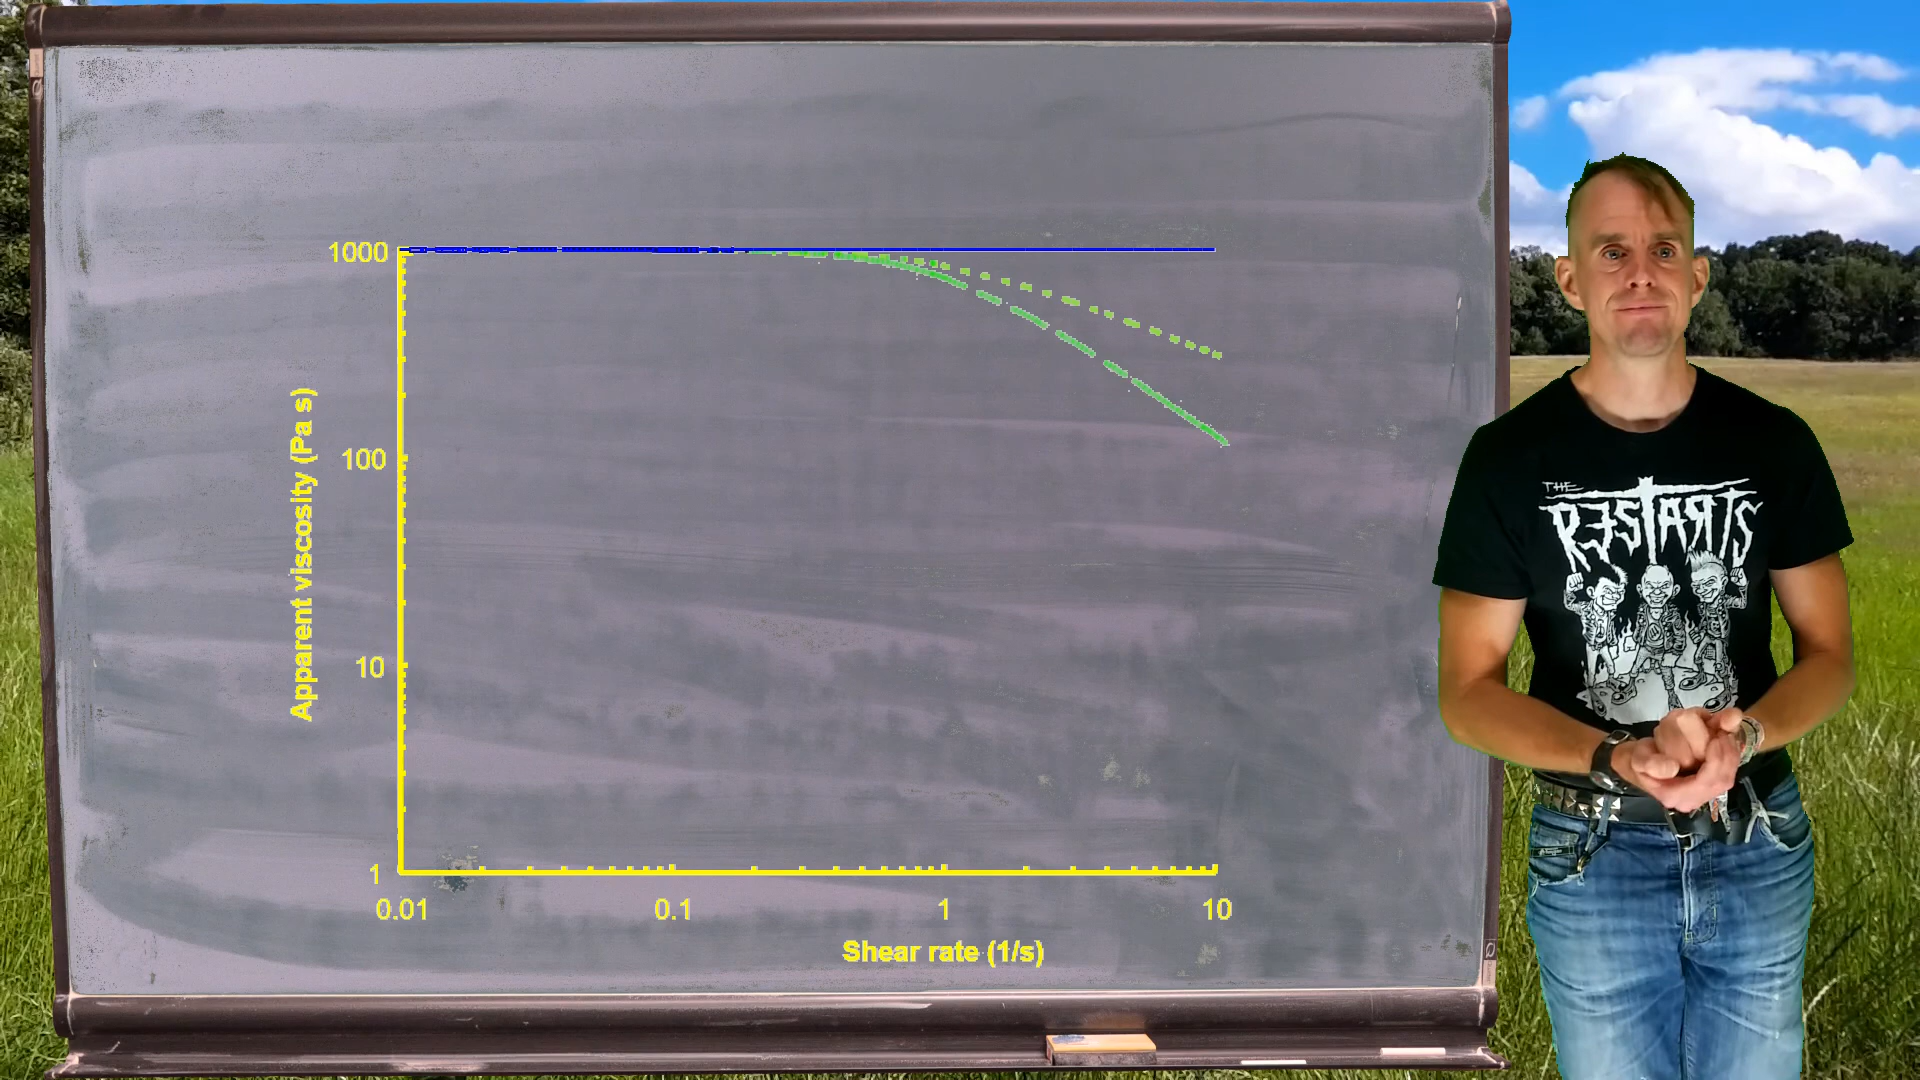 1000
100
10
1
Apparent viscosity (Pa s)
0.01 0.1 1 10
Shear rate (1/s)
THE
RESTARTS